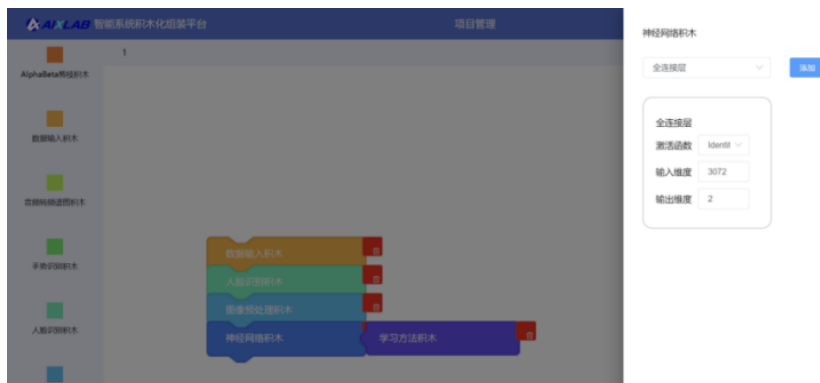 AIXLAB 智能系统积木化组装平台
项目管理
1
AlphaBeta剪枝积木
数据输入积木
音频转频谱图积木
手势识别积木
人脸识别积木
数据输入积木
人脸识别积木
图像预处理积木
神经网络积木
学习方法积木
神经网络积木
全连接层
添加
全连接层
激活函数 Identi
输入维度 3072
输出维度 2